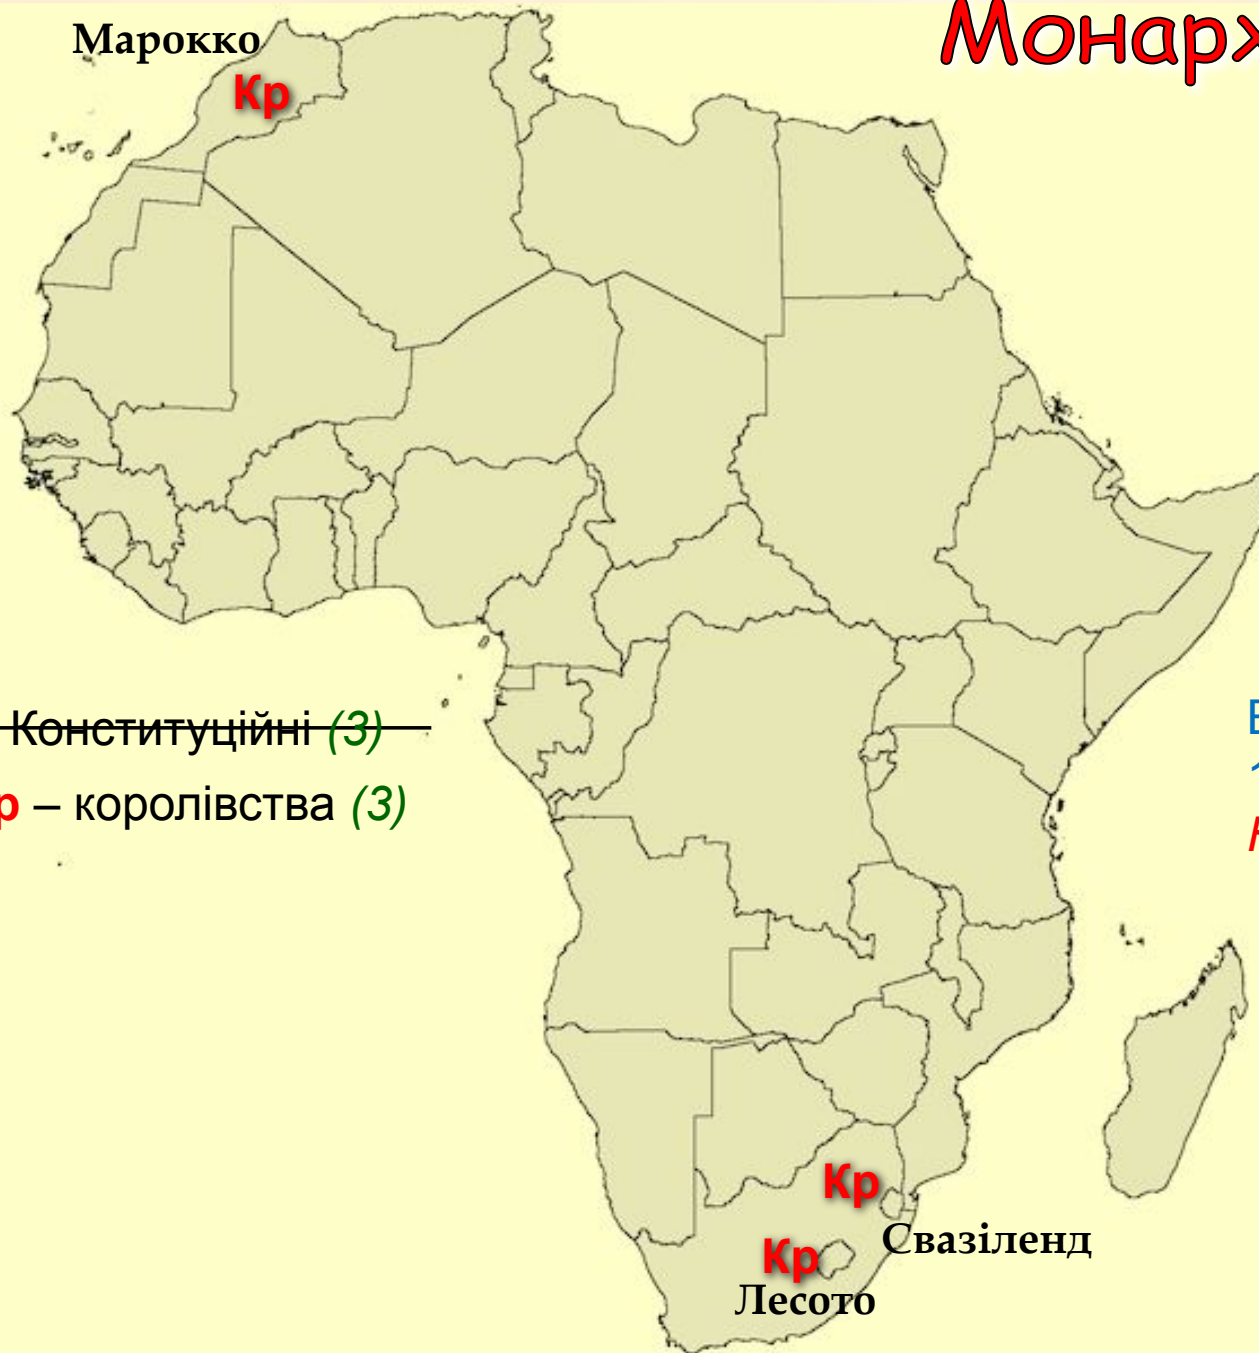 Марокко
Монарх
Кр
Конституційні (3)
р – королівства (3)
Кр
Свазіленд
Кр
Лесото